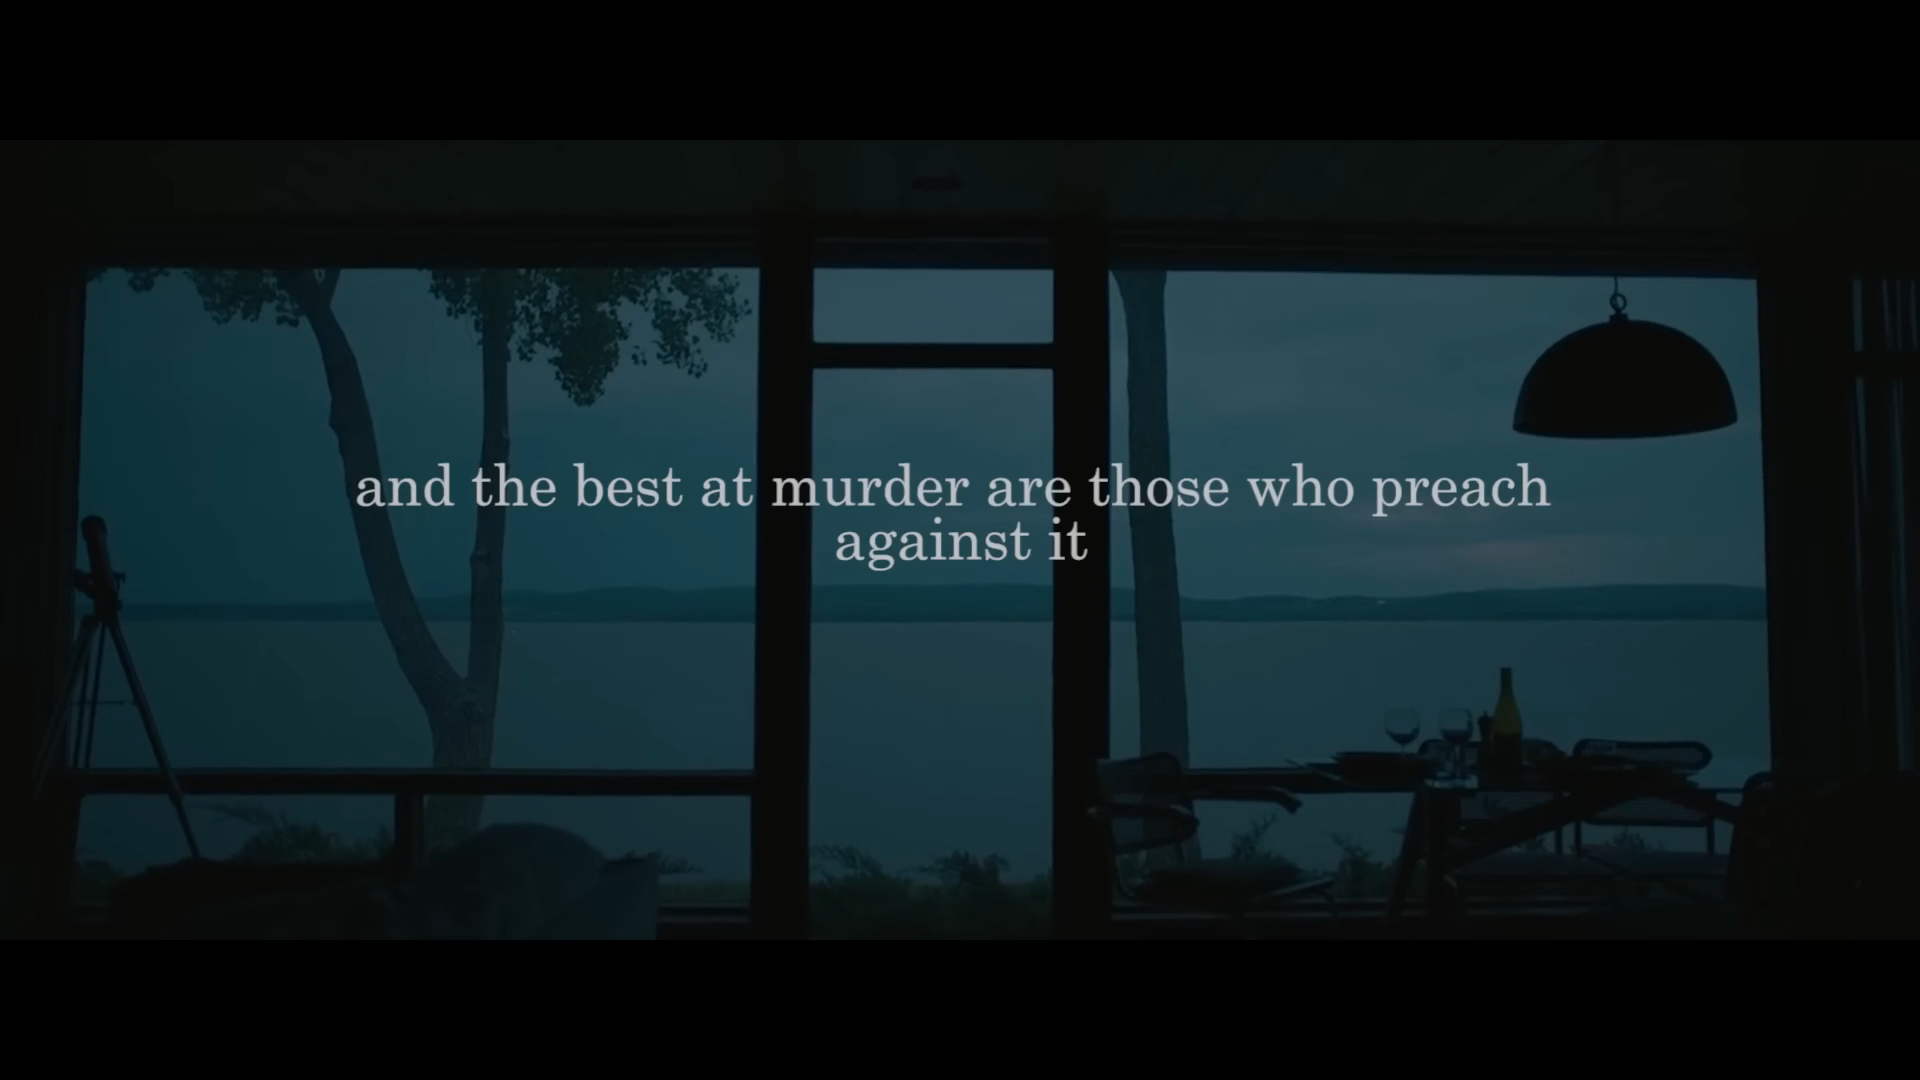 and the best at murder are those who preach
against it